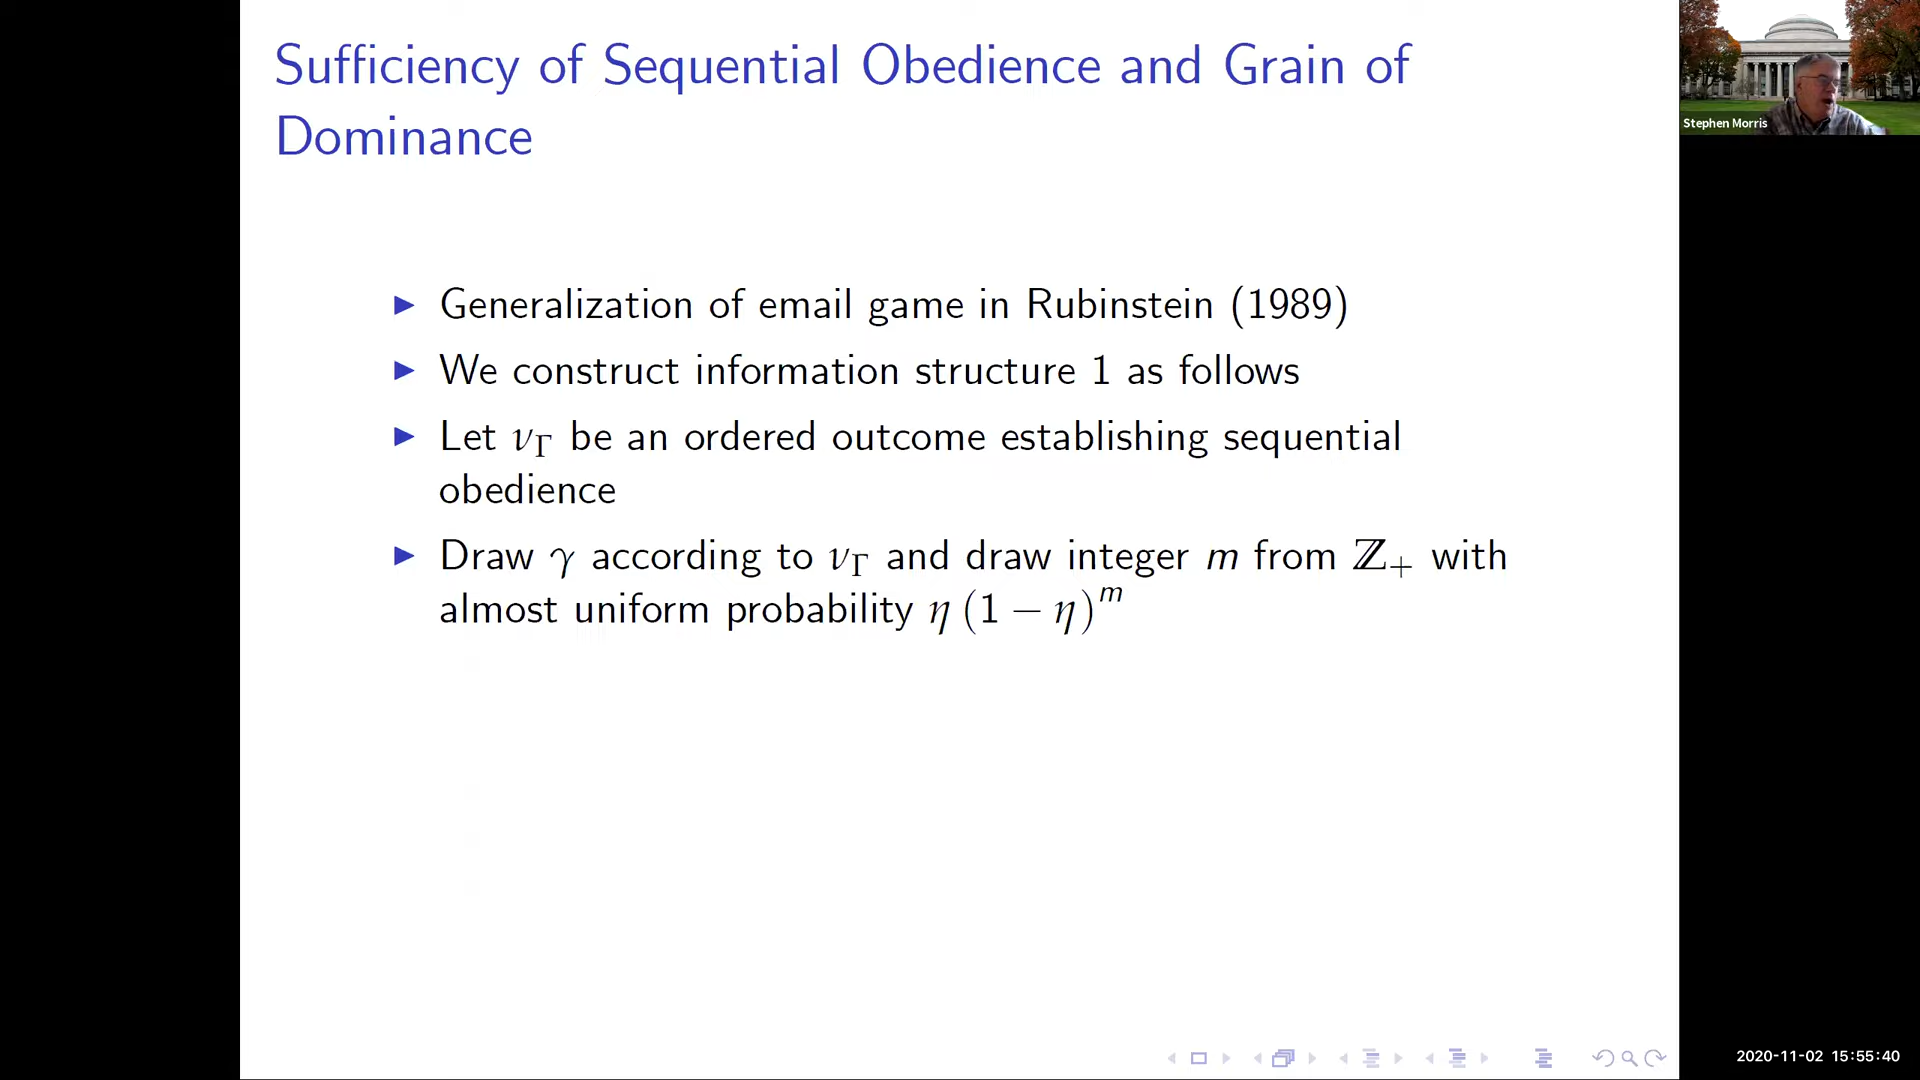 Sufficiency of Sequential Obedience and Grain of
Dominance
Stephen Morris
▶ Generalization of email game in Rubinstein (1989)
▶ We construct information structure 1 as follows
▶ Let ν_Γ be an ordered outcome establishing sequential
obedience
▶ Draw γ according to ν_Γ and draw integer m from ℤ₊ with
almost uniform probability η (1 − η)^m
2020-11-02 15:55:40